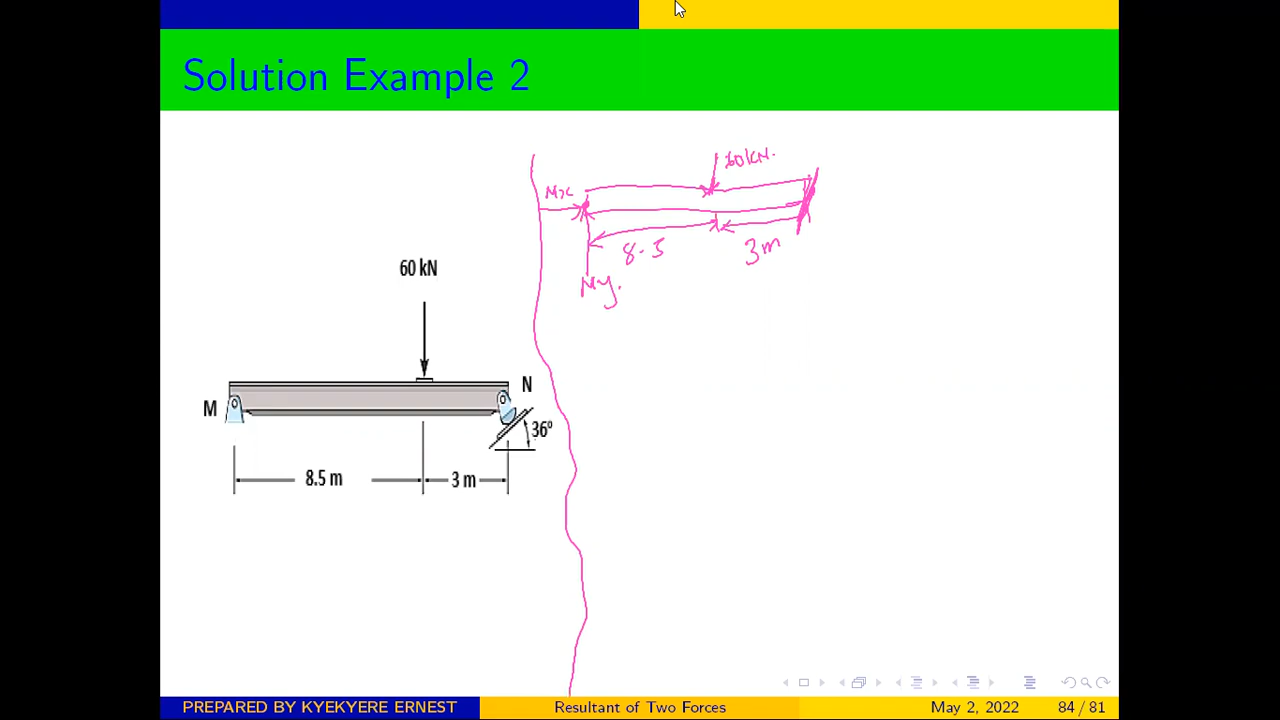 Solution Example 2
60 kN
M
N
36°
8.5 m
3 m
Mx
60kN.
8.5
3m
My.
PREPARED BY KYEKYERE ERNEST
Resultant of Two Forces
May 2, 2022
84 / 81